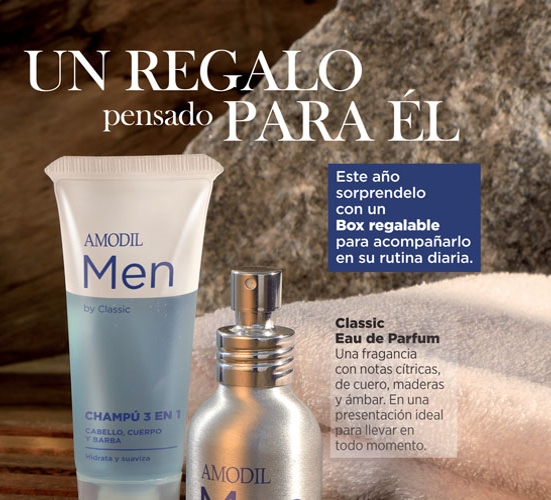 UN REGALO
pensado PARA ÉL
Este año
sorprendelo
con un
Box regalable
para acompañarlo
en su rutina diaria.
AMODIL
Men
by Classic
CHAMPÚ 3 EN 1
CABELLO, CUERPO
Y BARBA
Hidrata y suaviza
Classic
Eau de Parfum
Una fragancia
con notas cítricas,
de cuero, maderas
y ámbar. En una
presentación ideal
para llevar en
todo momento.
AMODIL
Men